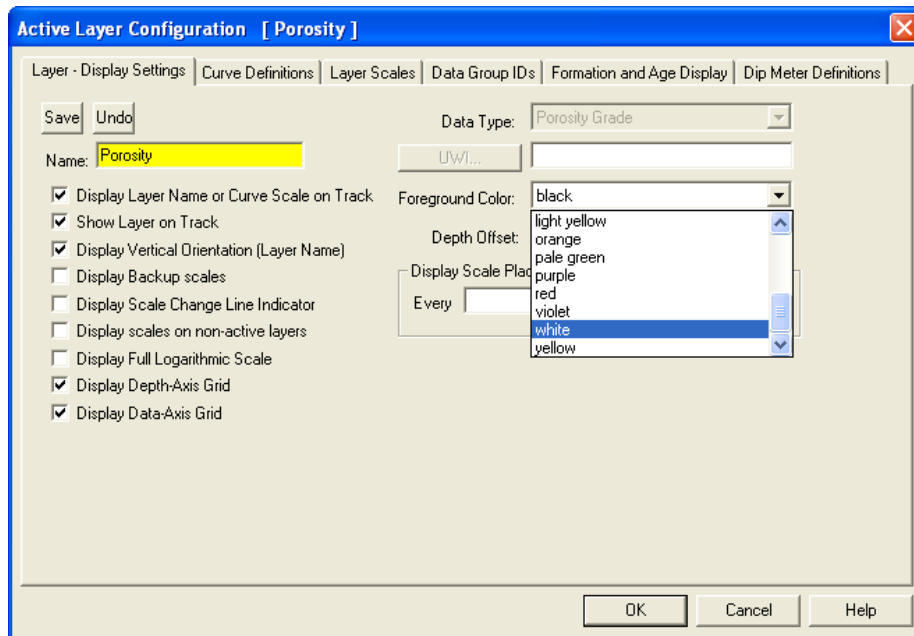 Active Layer Configuration [ Porosity ]
Layer - Display Settings Curve Definitions Layer Scales Data Group IDs Formation and Age Display Dip Meter Definitions
Save Undo
Name: Porosity
Display Layer Name or Curve Scale on Track
Show Layer on Track
Display Vertical Orientation (Layer Name)
Display Backup scales
Display Scale Change Line Indicator
Display scales on non-active layers
Display Full Logarithmic Scale
Display Depth-Axis Grid
Display Data-Axis Grid
Data Type: Porosity Grade
UWI...
Foreground Color: black
light yellow
orange
pale green
purple
red
violet
white
yellow
Depth Offset:
Display Scale Plac
Every
OK Cancel Help